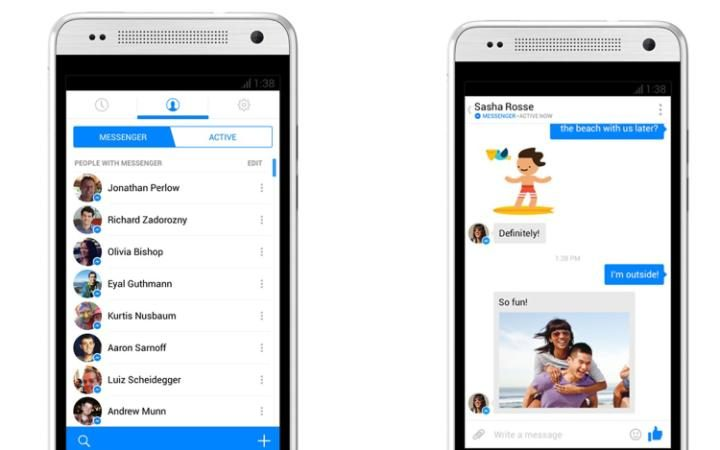 1:38
MESSENGER
ACTIVE
PEOPLE WITH MESSENGER EDIT
Jonathan Perlow
Richard Zadorozny
Olivia Bishop
Eyal Guthmann
Kurtis Nusbaum
Aaron Sarnoff
Luiz Scheidegger
Andrew Munn
1:38
Sasha Rosse
MESSENGER • ACTIVE NOW
the beach with us later?
Definitely!
1:38 PM
I'm outside!
So fun!
Write a message